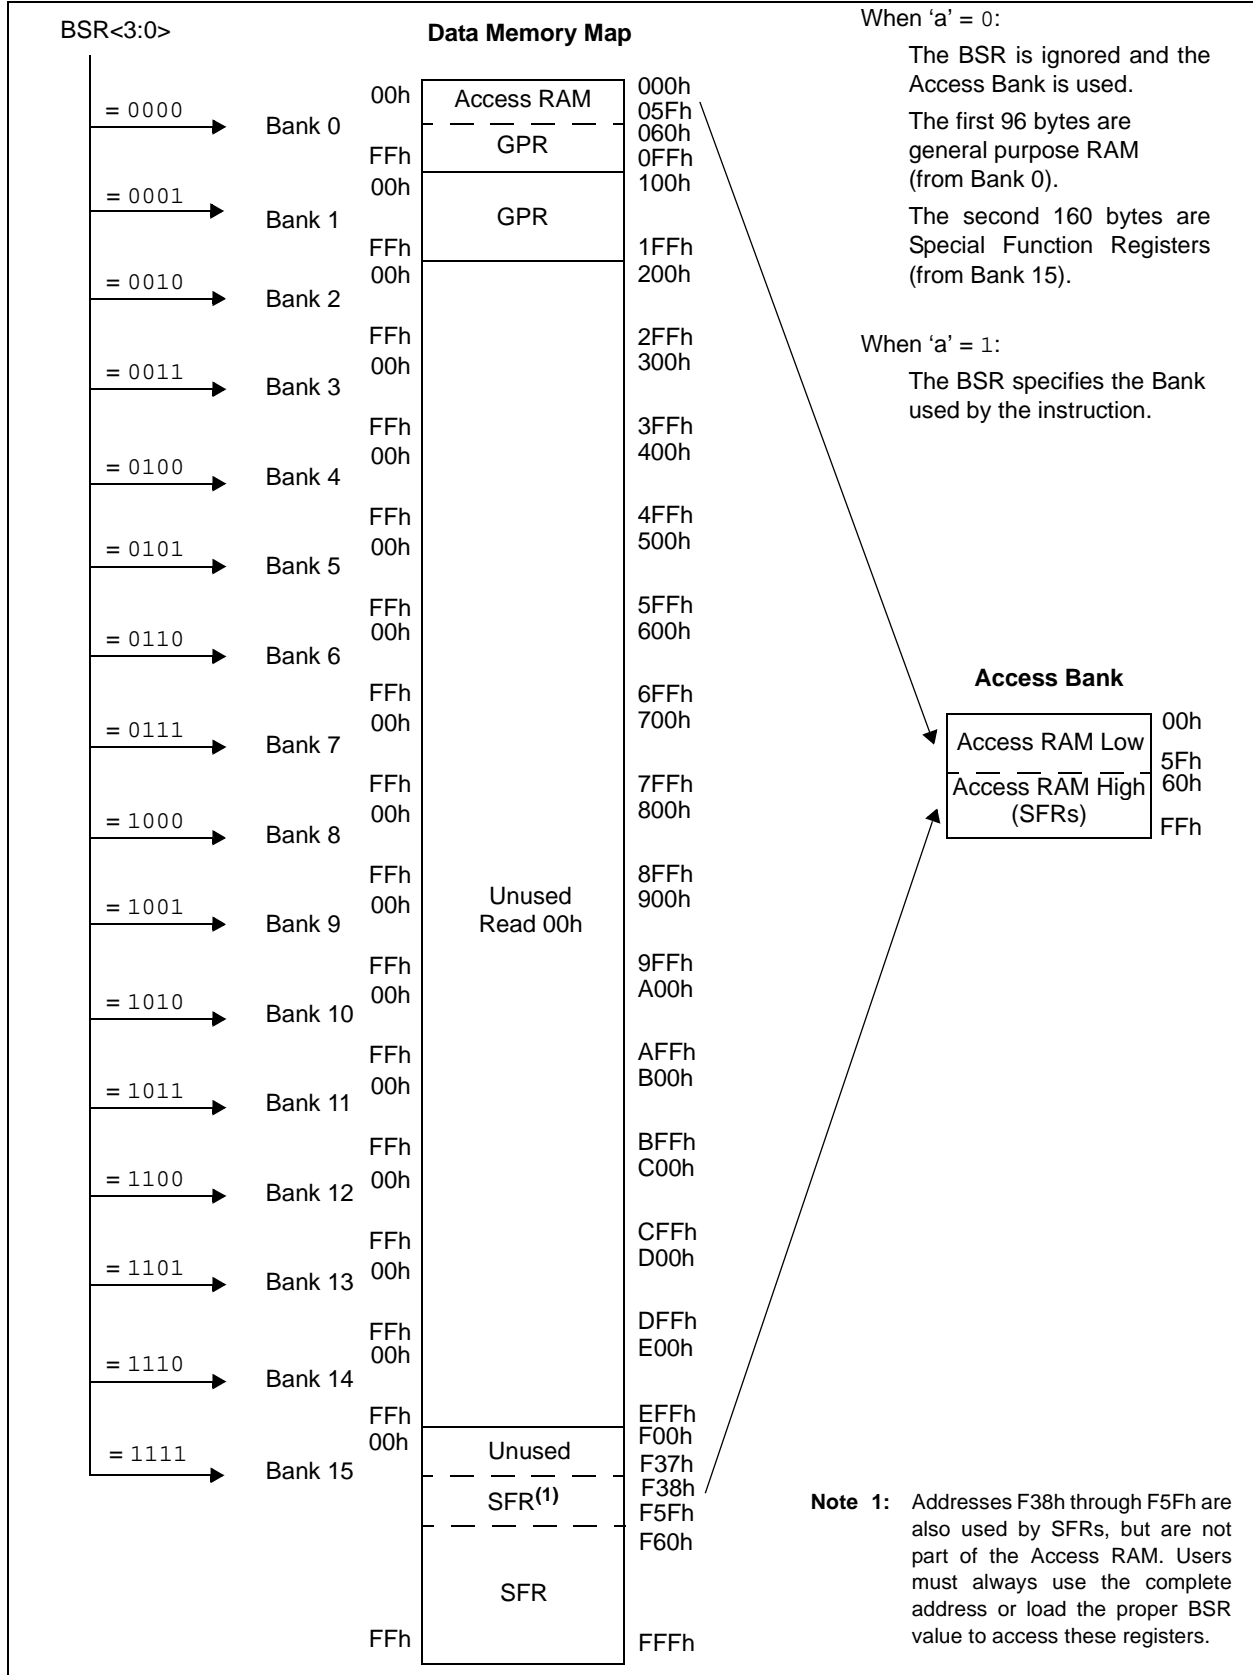 BSR<3:0>
Data Memory Map
= 0000
Bank 0
00h
Access RAM
000h
05Fh
GPR
060h
FFh
0FFh
= 0001
Bank 1
00h
GPR
100h
FFh
1FFh
= 0010
Bank 2
00h
200h
FFh
2FFh
= 0011
Bank 3
00h
300h
FFh
3FFh
= 0100
Bank 4
00h
400h
FFh
4FFh
= 0101
Bank 5
00h
500h
FFh
5FFh
= 0110
Bank 6
00h
600h
FFh
6FFh
= 0111
Bank 7
00h
700h
FFh
7FFh
= 1000
Bank 8
00h
800h
FFh
8FFh
Unused
Read 00h
= 1001
Bank 9
00h
900h
FFh
9FFh
= 1010
Bank 10
00h
A00h
FFh
AFFh
= 1011
Bank 11
00h
B00h
FFh
BFFh
= 1100
Bank 12
00h
C00h
FFh
CFFh
= 1101
Bank 13
00h
D00h
FFh
DFFh
= 1110
Bank 14
00h
E00h
FFh
EFFh
= 1111
Bank 15
00h
Unused
F00h
F37h
SFR(1)
F38h
F5Fh
SFR
F60h
FFh
FFFh
When ‘a’ = 0:
The BSR is ignored and the
Access Bank is used.
The first 96 bytes are
general purpose RAM
(from Bank 0).
The second 160 bytes are
Special Function Registers
(from Bank 15).
When ‘a’ = 1:
The BSR specifies the Bank
used by the instruction.
Access Bank
Access RAM Low
00h
5Fh
Access RAM High
(SFRs)
60h
FFh
Note 1: Addresses F38h through F5Fh are
also used by SFRs, but are not
part of the Access RAM. Users
must always use the complete
address or load the proper BSR
value to access these registers.